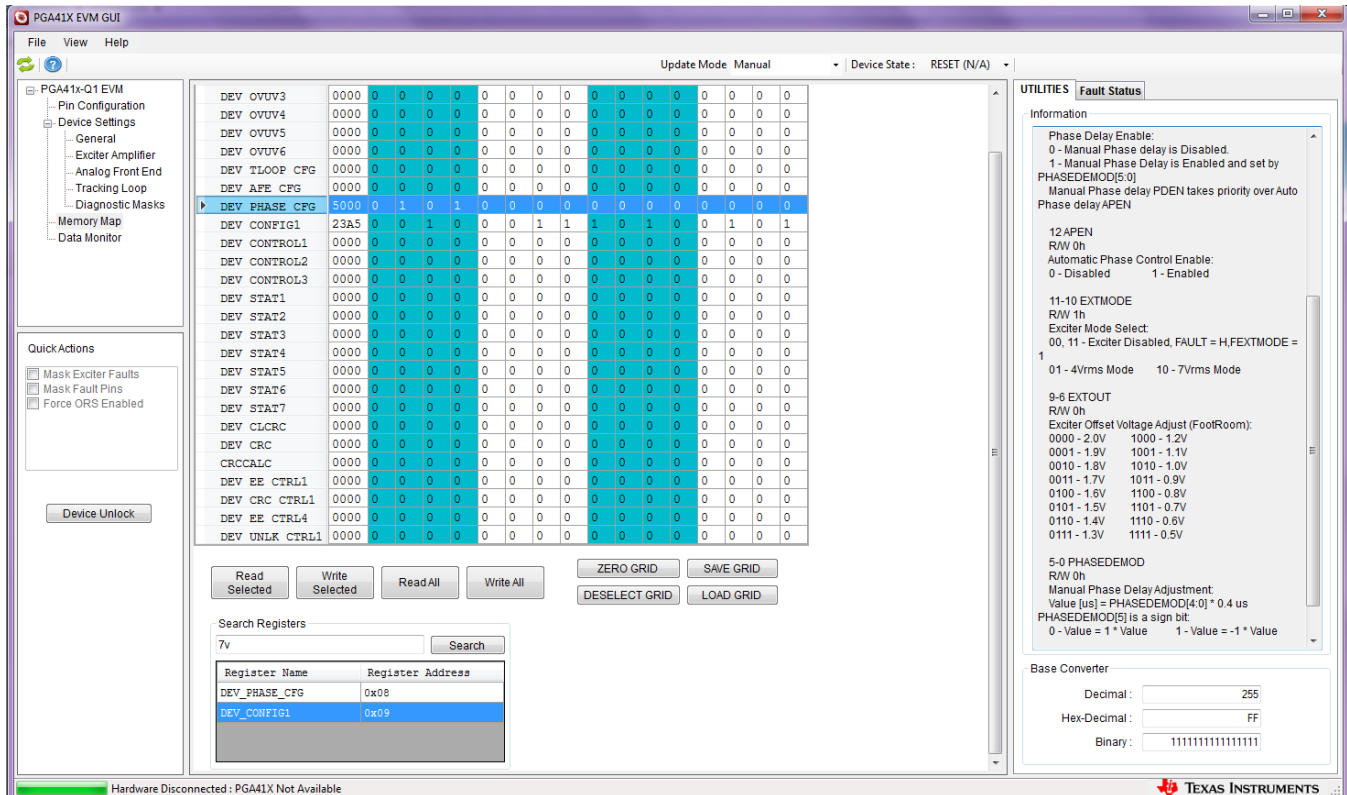 PGA41X EVM GUI
File View Help
Update Mode Manual Device State : RESET (N/A)
PGA41x-Q1 EVM
Pin Configuration
Device Settings
General
Exciter Amplifier
Analog Front End
Tracking Loop
Diagnostic Masks
Memory Map
Data Monitor
Quick Actions
Mask Exciter Faults
Mask Fault Pins
Force ORS Enabled
Device Unlock
DEV OVUV3 0000 0 0 0 0 0 0 0 0 0 0 0 0 0 0 0 0
DEV OVUV4 0000 0 0 0 0 0 0 0 0 0 0 0 0 0 0 0 0
DEV OVUV5 0000 0 0 0 0 0 0 0 0 0 0 0 0 0 0 0 0
DEV OVUV6 0000 0 0 0 0 0 0 0 0 0 0 0 0 0 0 0 0
DEV TLOOP CFG 0000 0 0 0 0 0 0 0 0 0 0 0 0 0 0 0 0
DEV AFE CFG 0000 0 0 0 0 0 0 0 0 0 0 0 0 0 0 0 0
DEV PHASE CFG 5000 0 1 0 1 0 0 0 0 0 0 0 0 0 0 0 0
DEV CONFIG1 23A5 0 0 1 0 0 0 1 1 1 0 1 0 0 1 0 1
DEV CONTROL1 0000 0 0 0 0 0 0 0 0 0 0 0 0 0 0 0 0
DEV CONTROL2 0000 0 0 0 0 0 0 0 0 0 0 0 0 0 0 0 0
DEV CONTROL3 0000 0 0 0 0 0 0 0 0 0 0 0 0 0 0 0 0
DEV STAT1 0000 0 0 0 0 0 0 0 0 0 0 0 0 0 0 0 0
DEV STAT2 0000 0 0 0 0 0 0 0 0 0 0 0 0 0 0 0 0
DEV STAT3 0000 0 0 0 0 0 0 0 0 0 0 0 0 0 0 0 0
DEV STAT4 0000 0 0 0 0 0 0 0 0 0 0 0 0 0 0 0 0
DEV STAT5 0000 0 0 0 0 0 0 0 0 0 0 0 0 0 0 0 0
DEV STAT6 0000 0 0 0 0 0 0 0 0 0 0 0 0 0 0 0 0
DEV STAT7 0000 0 0 0 0 0 0 0 0 0 0 0 0 0 0 0 0
DEV CLCRC 0000 0 0 0 0 0 0 0 0 0 0 0 0 0 0 0 0
DEV CRC 0000 0 0 0 0 0 0 0 0 0 0 0 0 0 0 0 0
CRCCALC 0000 0 0 0 0 0 0 0 0 0 0 0 0 0 0 0 0
DEV EE CTRL1 0000 0 0 0 0 0 0 0 0 0 0 0 0 0 0 0 0
DEV CRC CTRL1 0000 0 0 0 0 0 0 0 0 0 0 0 0 0 0 0 0
DEV EE CTRL4 0000 0 0 0 0 0 0 0 0 0 0 0 0 0 0 0 0
DEV UNLK CTRL1 0000 0 0 0 0 0 0 0 0 0 0 0 0 0 0 0 0
Read Selected Write Selected Read All Write All
ZERO GRID SAVE GRID
DESELECT GRID LOAD GRID
Search Registers
7v Search
Register Name Register Address
DEV_PHASE_CFG 0x08
DEV_CONFIG1 0x09
UTILITIES Fault Status
Information
Phase Delay Enable:
0 - Manual Phase delay is Disabled.
1 - Manual Phase Delay is Enabled and set by
PHASEDEMOD[5:0]
Manual Phase delay PDEN takes priority over Auto
Phase delay APEN
12 APEN
R/W 0h
Automatic Phase Control Enable:
0 - Disabled 1 - Enabled
11-10 EXTMODE
R/W 1h
Exciter Mode Select:
00, 11 - Exciter Disabled, FAULT = H,FEXTMODE =
1
01 - 4Vrms Mode 10 - 7Vrms Mode
9-6 EXTOUT
R/W 0h
Exciter Offset Voltage Adjust (FootRoom):
0000 - 2.0V 1000 - 1.2V
0001 - 1.9V 1001 - 1.1V
0010 - 1.8V 1010 - 1.0V
0011 - 1.7V 1011 - 0.9V
0100 - 1.6V 1100 - 0.8V
0101 - 1.5V 1101 - 0.7V
0110 - 1.4V 1110 - 0.6V
0111 - 1.3V 1111 - 0.5V
5-0 PHASEDEMOD
R/W 0h
Manual Phase Delay Adjustment:
Value [us] = PHASEDEMOD[4:0] * 0.4 us
PHASEDEMOD[5] is a sign bit:
0 - Value = 1 * Value 1 - Value = -1 * Value
Base Converter
Decimal : 255
Hex-Decimal : FF
Binary : 1111111111111111
Hardware Disconnected : PGA41X Not Available
TEXAS INSTRUMENTS